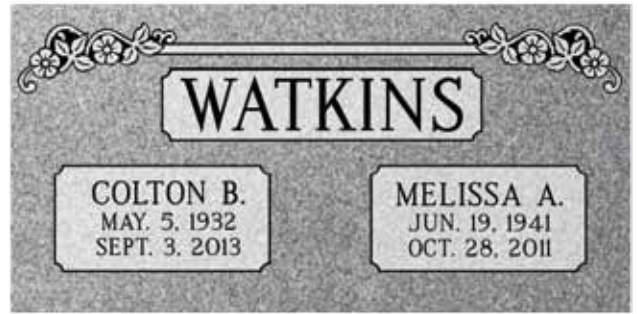 WATKINS
COLTON B.
MAY. 5, 1932
SEPT. 3, 2013
MELISSA A.
JUN. 19, 1941
OCT. 28, 2011